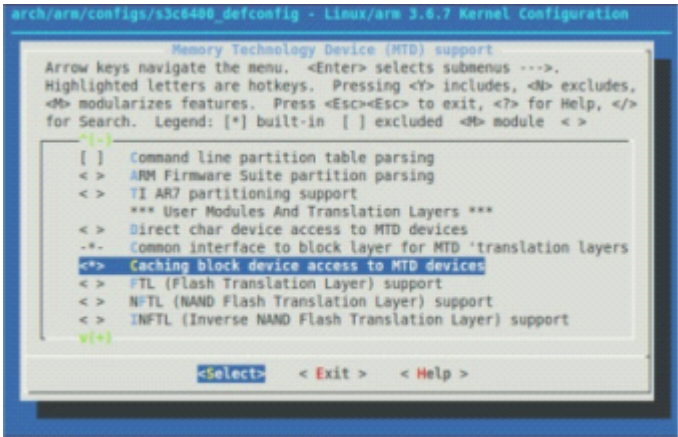 arch/arm/configs/s3c6400_defconfig - Linux/arm 3.6.7 Kernel Configuration
Memory Technology Device (MTD) support
Arrow keys navigate the menu. <Enter> selects submenus --->.
Highlighted letters are hotkeys. Pressing <Y> includes, <N> excludes,
<M> modularizes features. Press <Esc><Esc> to exit, <?> for Help, </>
for Search. Legend: [*] built-in [ ] excluded <M> module < >
^(-)
[ ] Command line partition table parsing
< > ARM Firmware Suite partition parsing
< > TI AR7 partitioning support
*** User Modules And Translation Layers ***
< > Direct char device access to MTD devices
-*- Common interface to block layer for MTD 'translation layers
<*> Caching block device access to MTD devices
< > FTL (Flash Translation Layer) support
< > NFTL (NAND Flash Translation Layer) support
< > INFTL (Inverse NAND Flash Translation Layer) support
v(+)
<Select> < Exit > < Help >